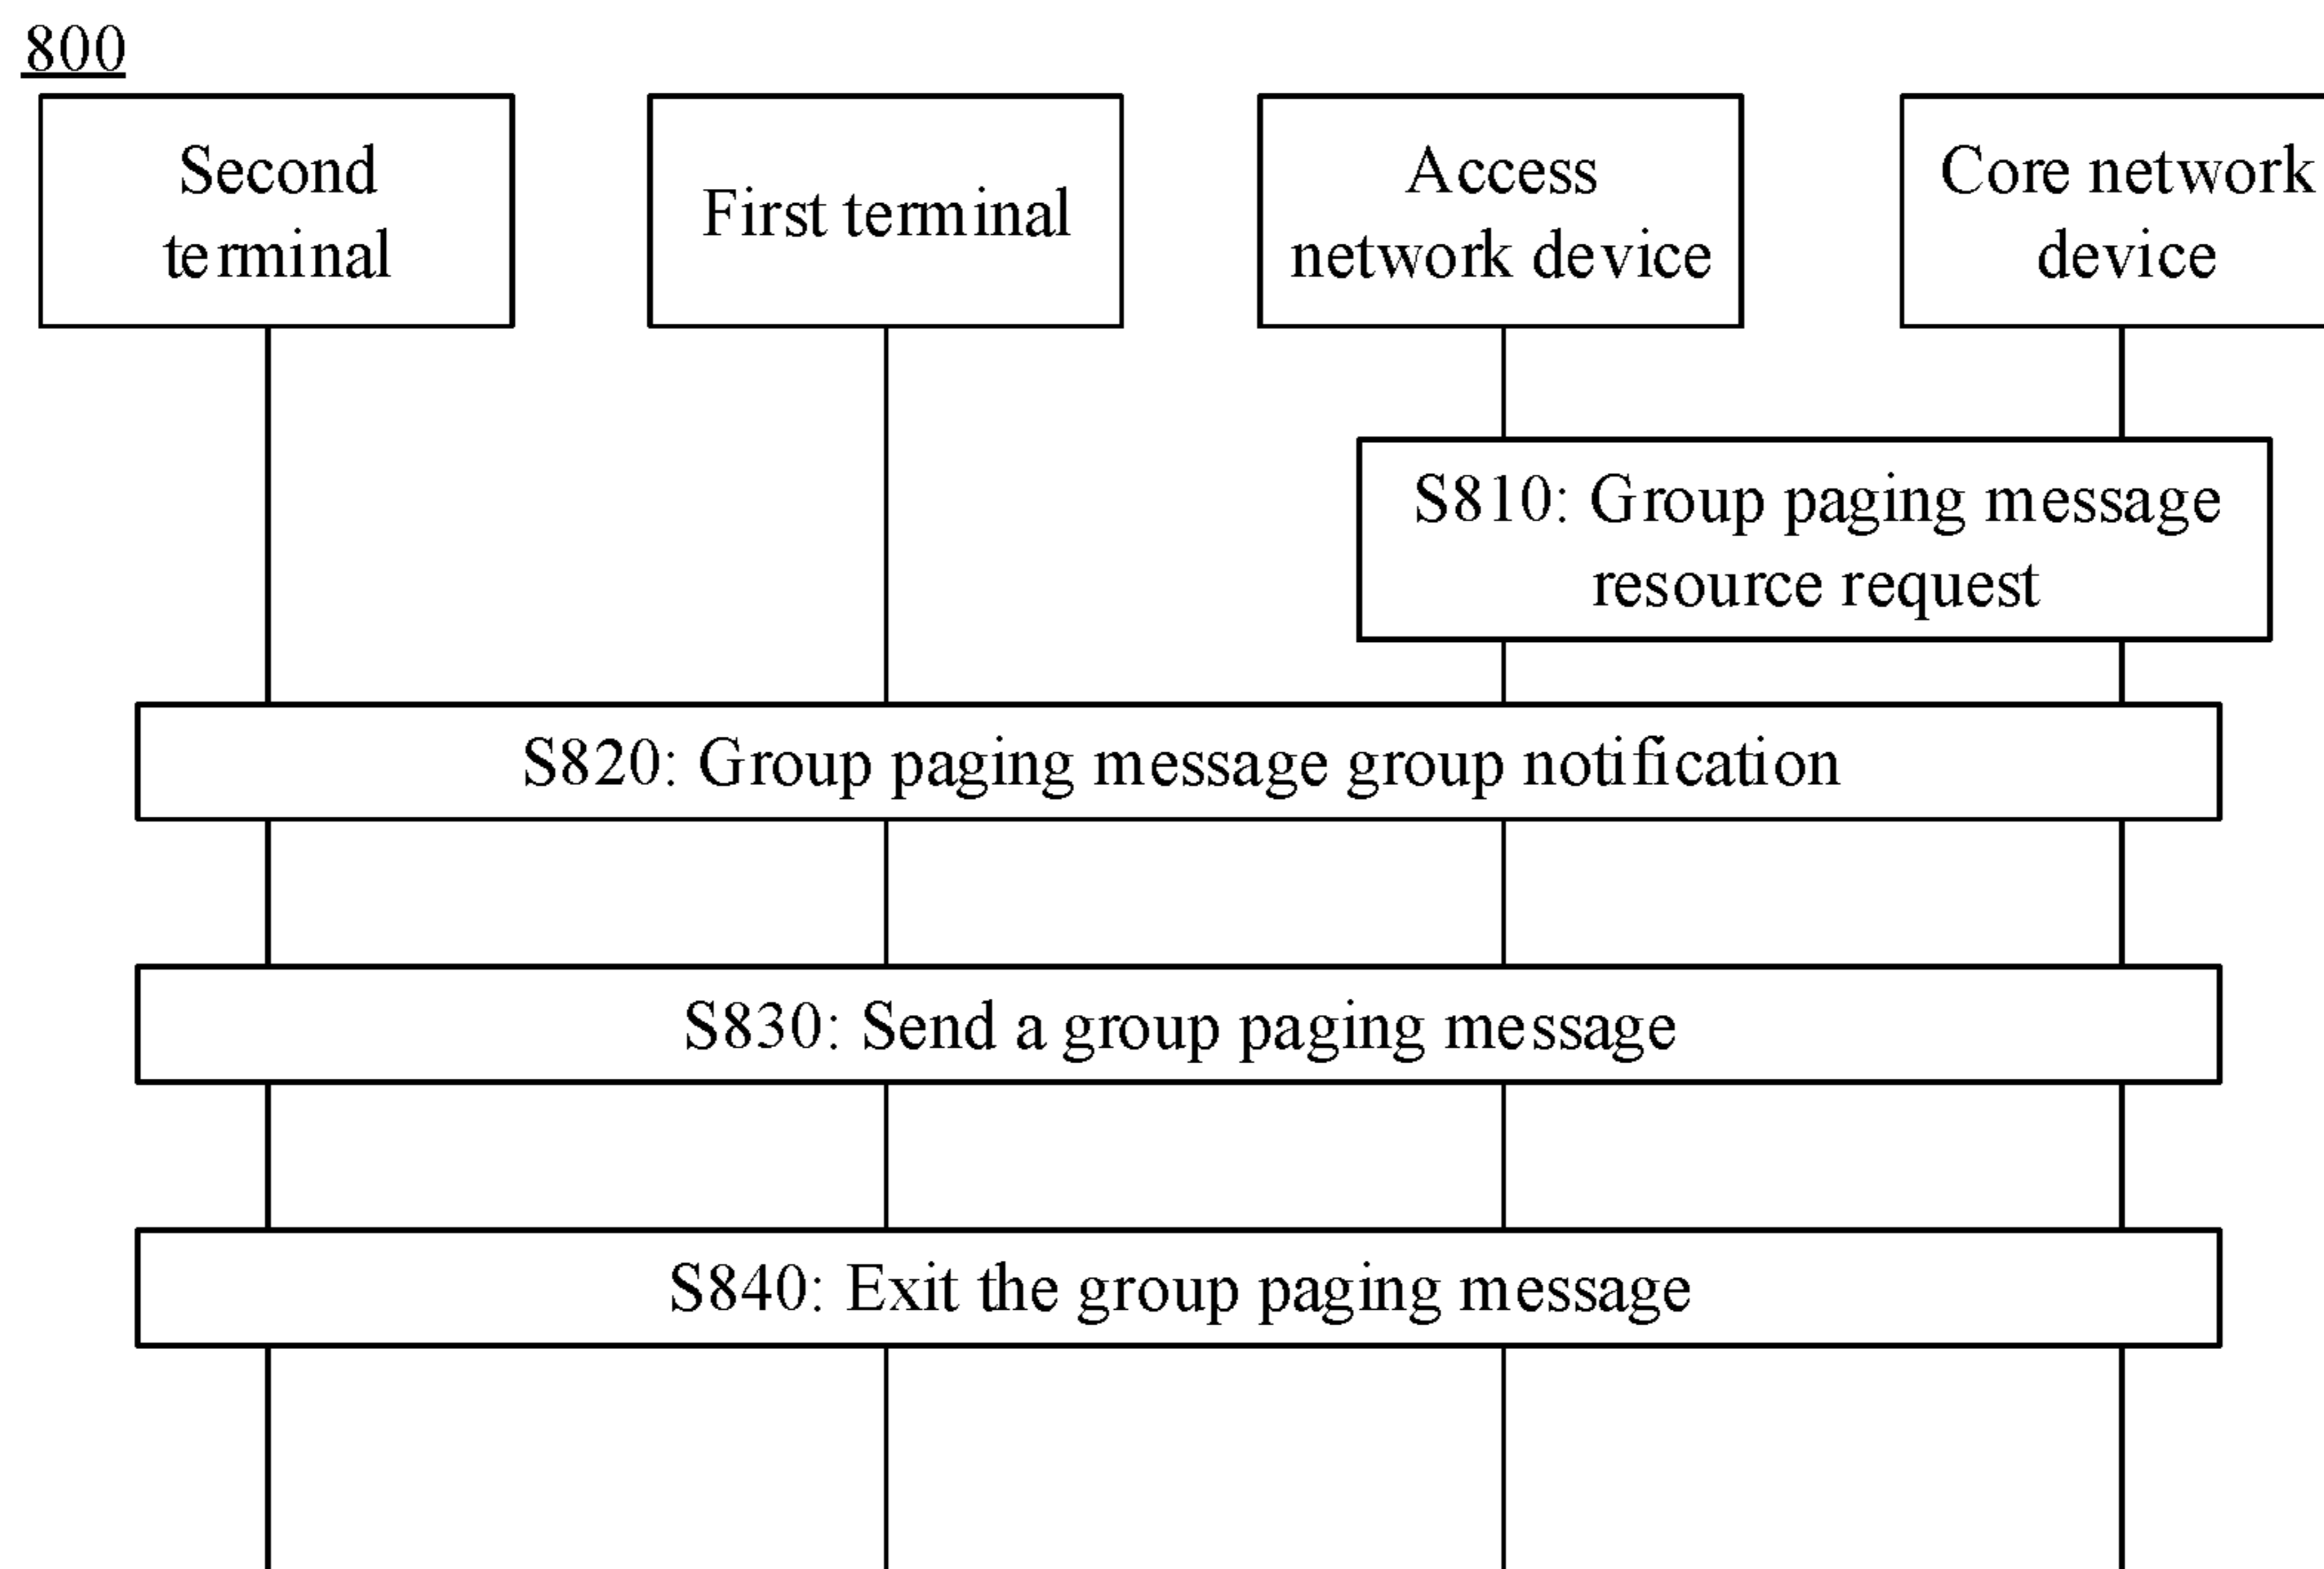 800
Second
terminal
First terminal
Access
network device
Core network
device
S810: Group paging message
resource request
S820: Group paging message group notification
S830: Send a group paging message
S840: Exit the group paging message